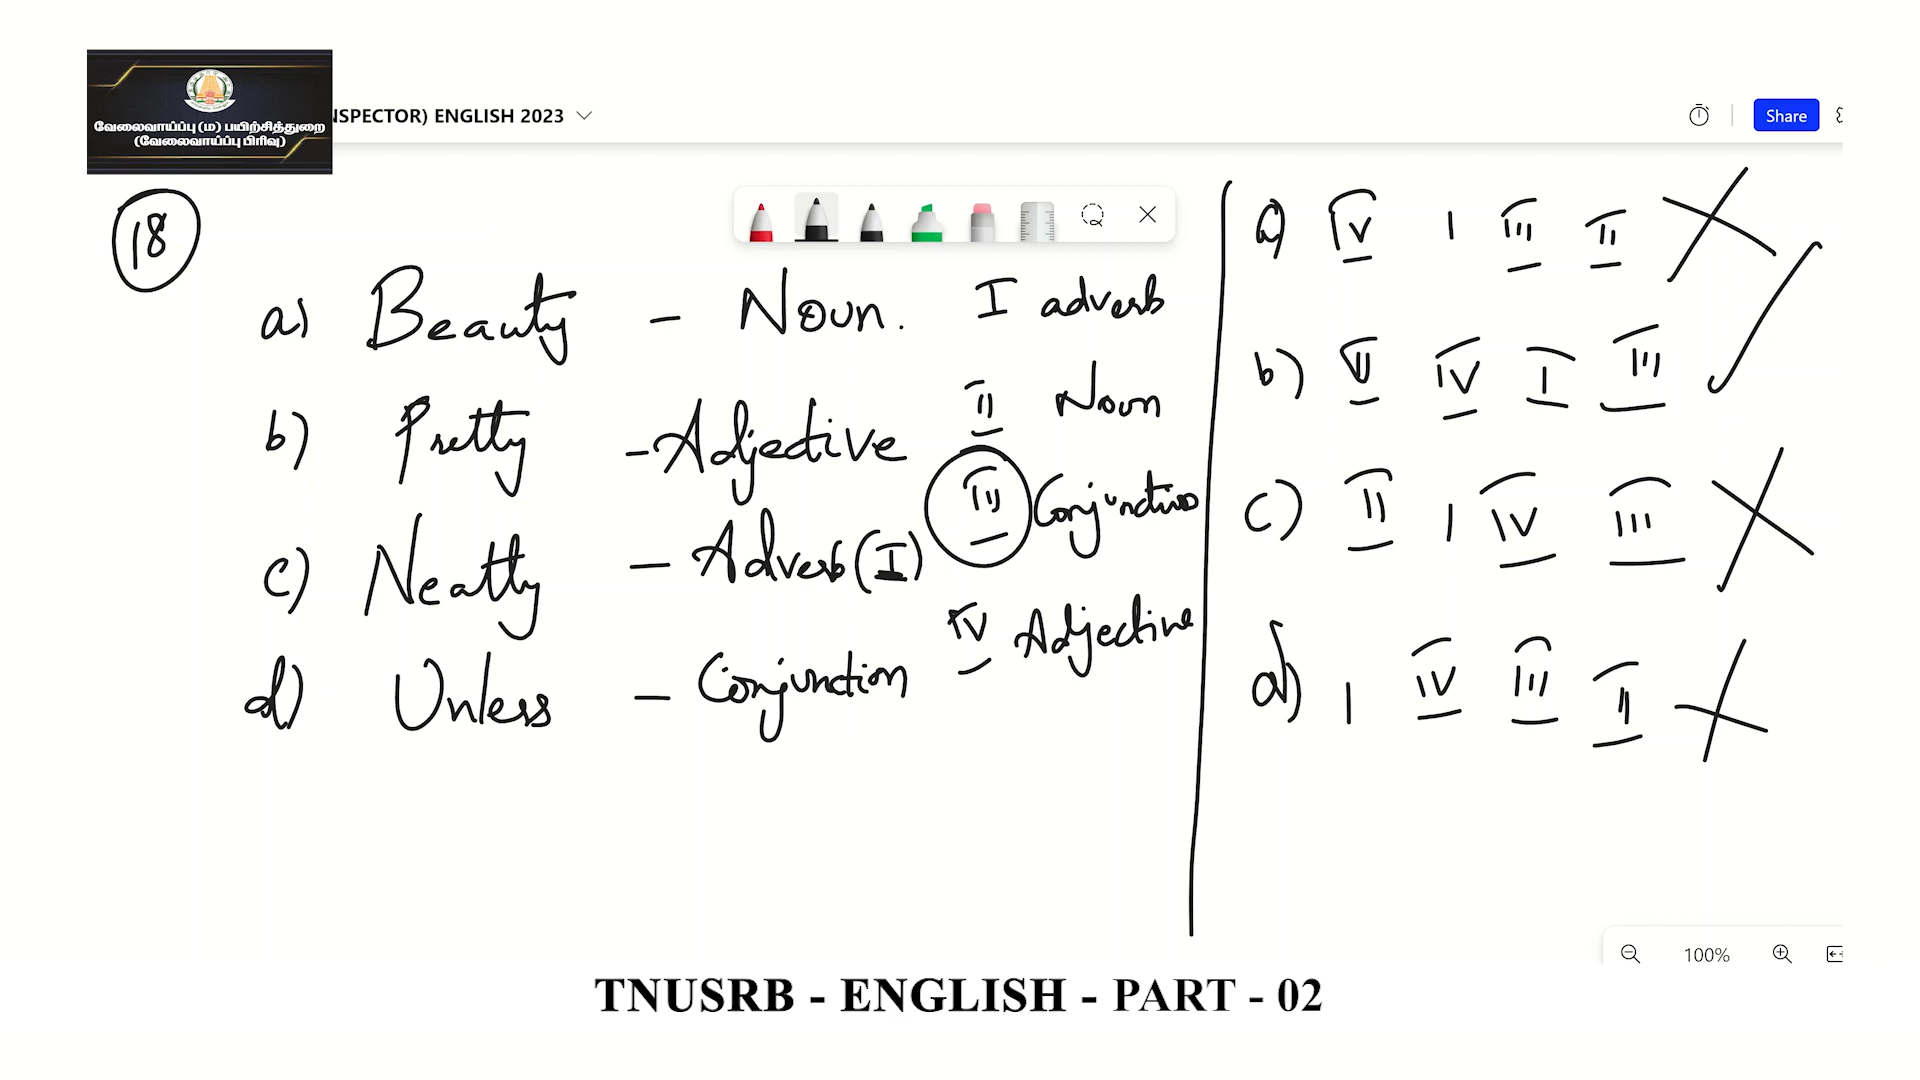 வேலைவாய்ப்பு (ம) பயிற்சித்துறை
(வேலைவாய்ப்பு பிரிவு)
NSPECTOR) ENGLISH 2023
Share
18
a) Beauty - Noun.
b) Pretty - Adjective
c) Neatly - Adverb (I)
d) Unless - Conjunction
I adverb
II Noun
III Conjunction
IV Adjective
a) IV I III II
b) II IV I III
c) II I IV III
d) I IV III II
100%
TNUSRB - ENGLISH - PART - 02